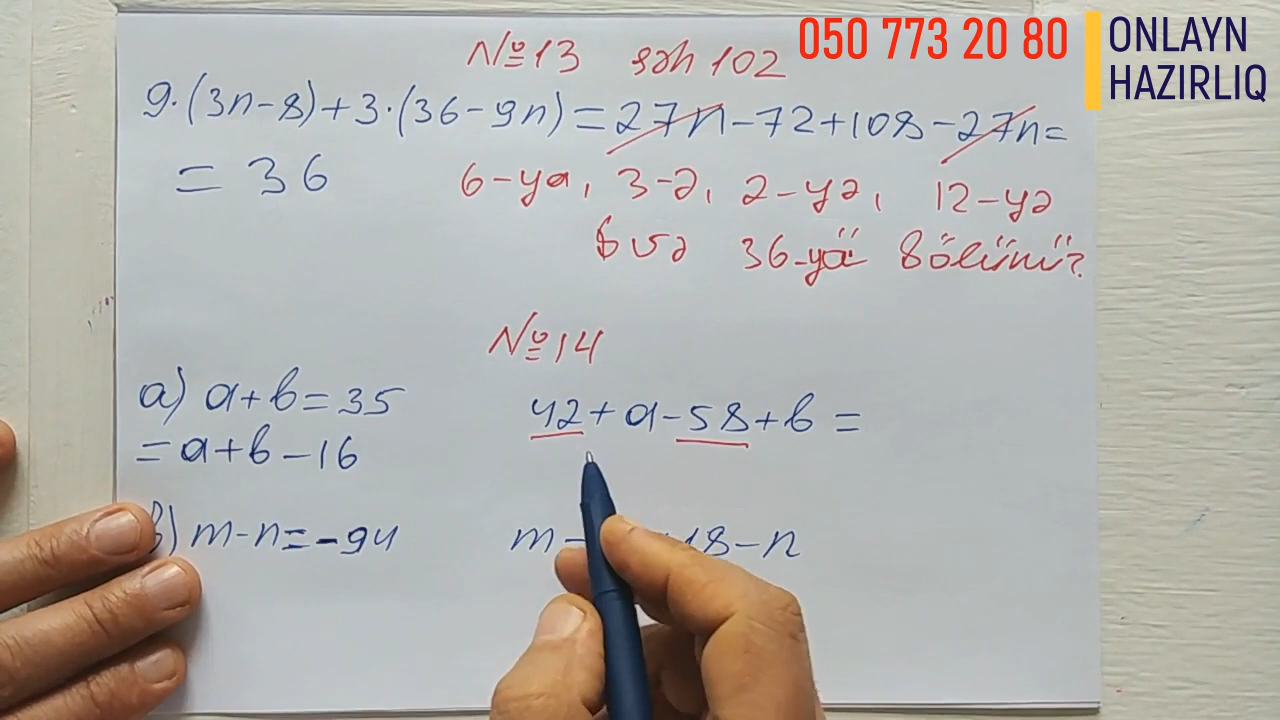 050 773 20 80
ONLAYN
HAZIRLIQ
№13 səh 102
9·(3n-8)+3·(36-9n)=27n-72+108-27n=
= 36
6-ya, 3-ə, 2-yə, 12-yə
və 36-ya bölünür
№14
a) a+b=35
42+a-58+b=
=a+b-16
b) m-n=-94
m- 18-n